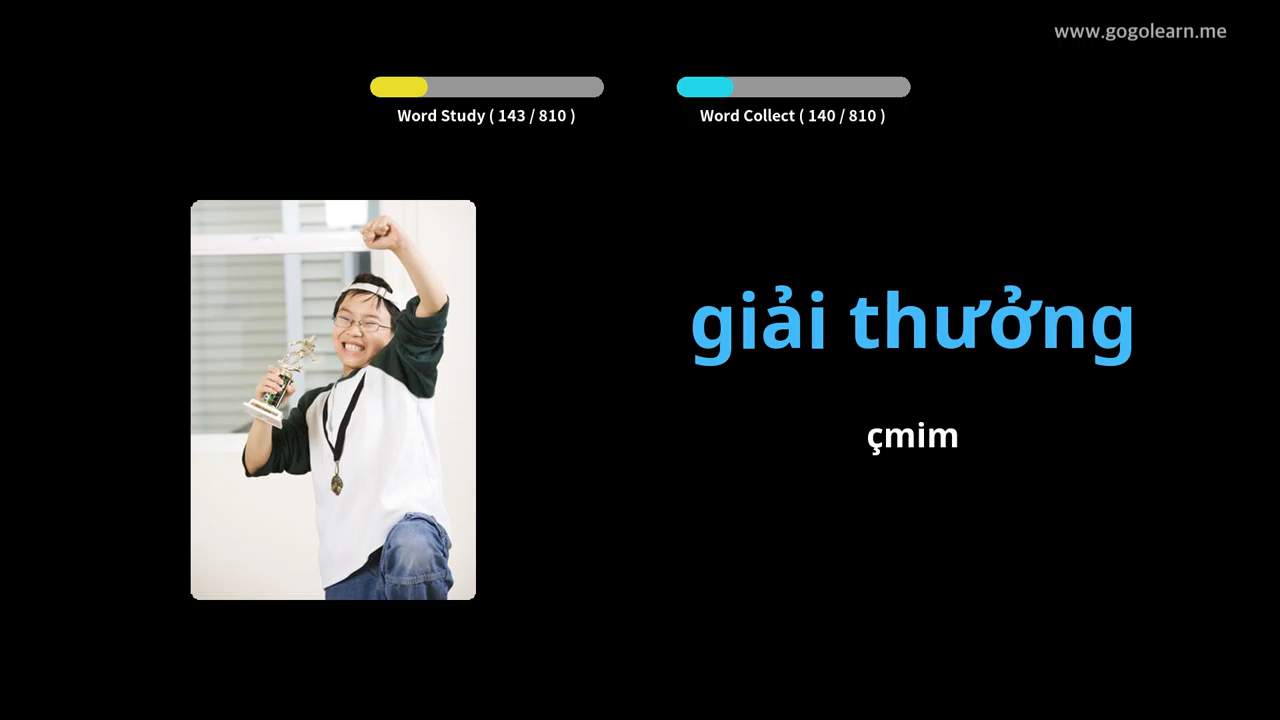 www.gogolearn.me
Word Study ( 143 / 810 )
Word Collect ( 140 / 810 )
giải thưởng
çmim